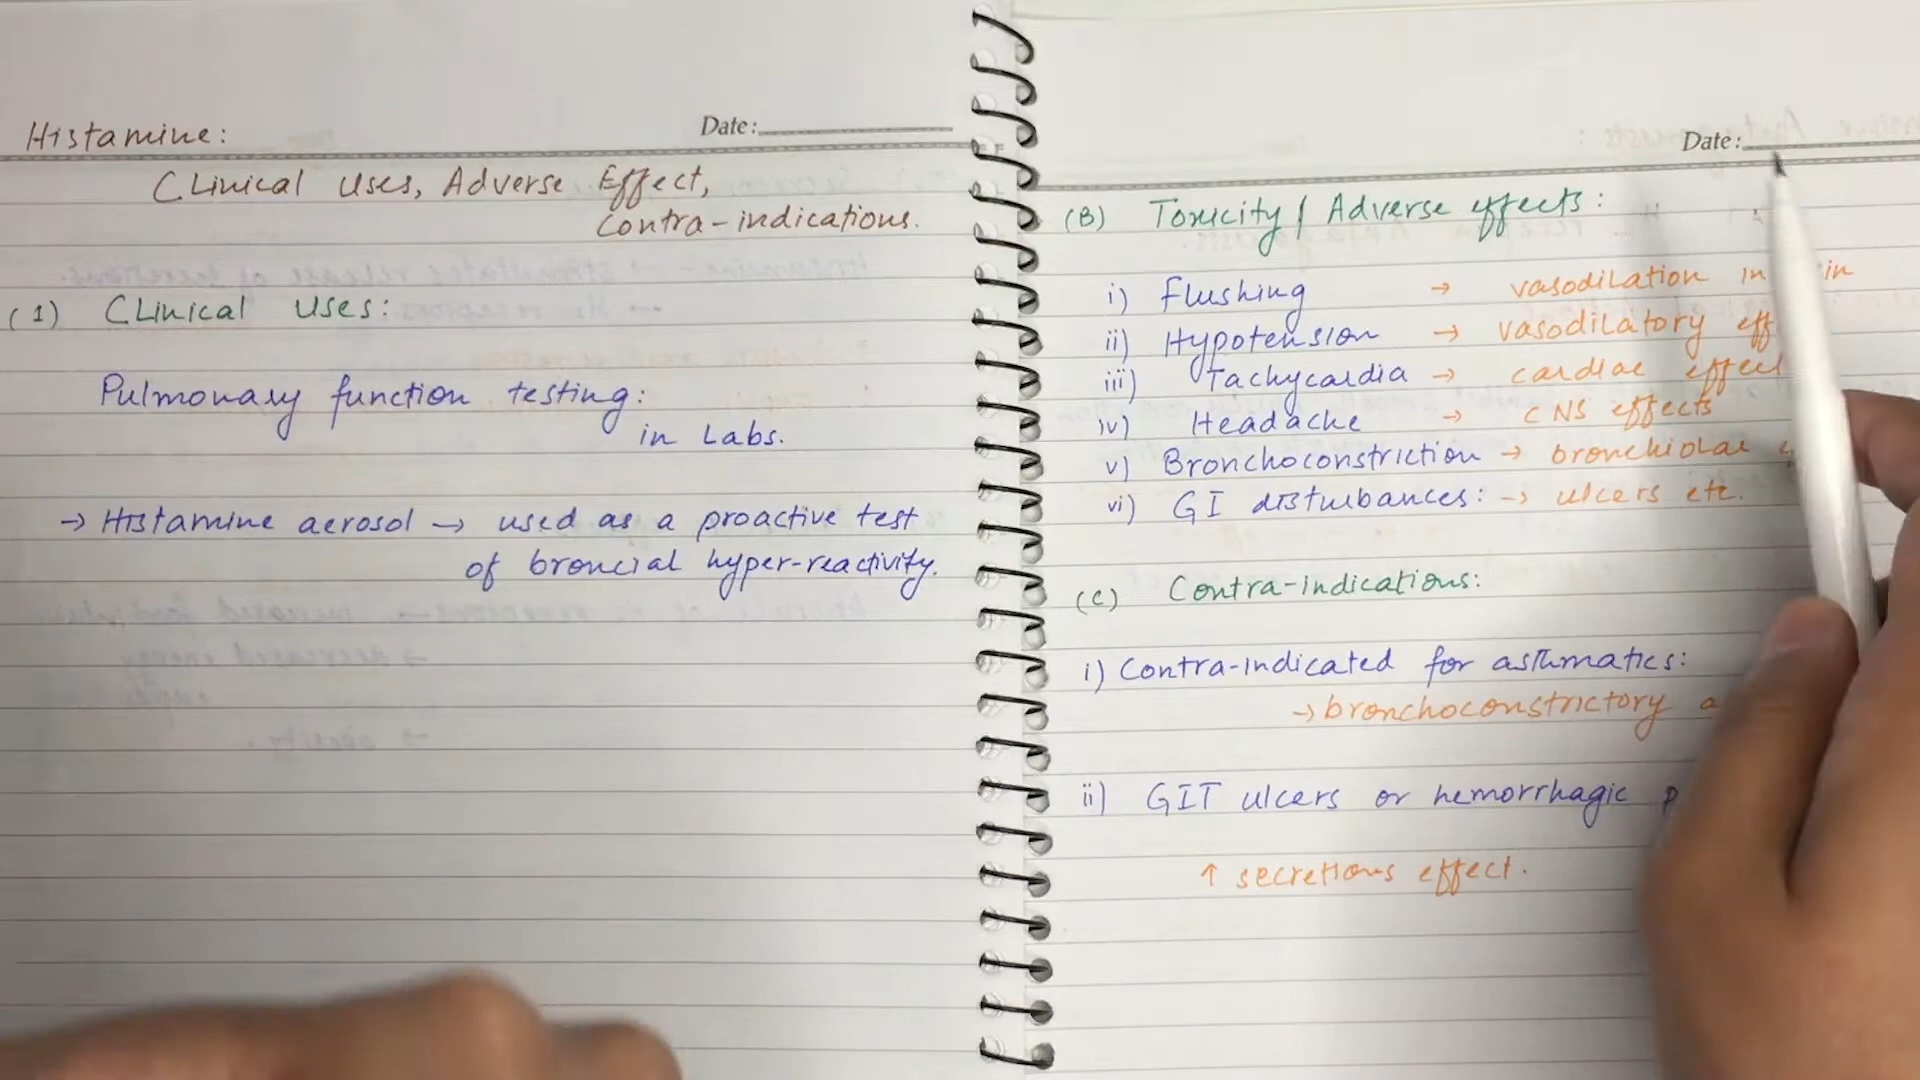 Histamine:
Date:
Clinical Uses, Adverse Effect,
Contra-indications.
(1) Clinical Uses:
Pulmonary function testing:
in Labs.
→ Histamine aerosol → used as a proactive test
of broncial hyper-reactivity.
Date:
(B) Toxicity / Adverse effects:
i) Flushing → vasodilation in in
ii) Hypotension → vasodilatory eff
iii) Tachycardia → cardiac effect
iv) Headache → CNS effects
v) Bronchoconstriction → bronchiolar
vi) GI disturbances: → ulcers etc.
(C) Contra-indications:
i) Contra-indicated for asthmatics:
→ bronchoconstrictory a
ii) GIT ulcers or hemorrhagic p
↑ secretions effect.